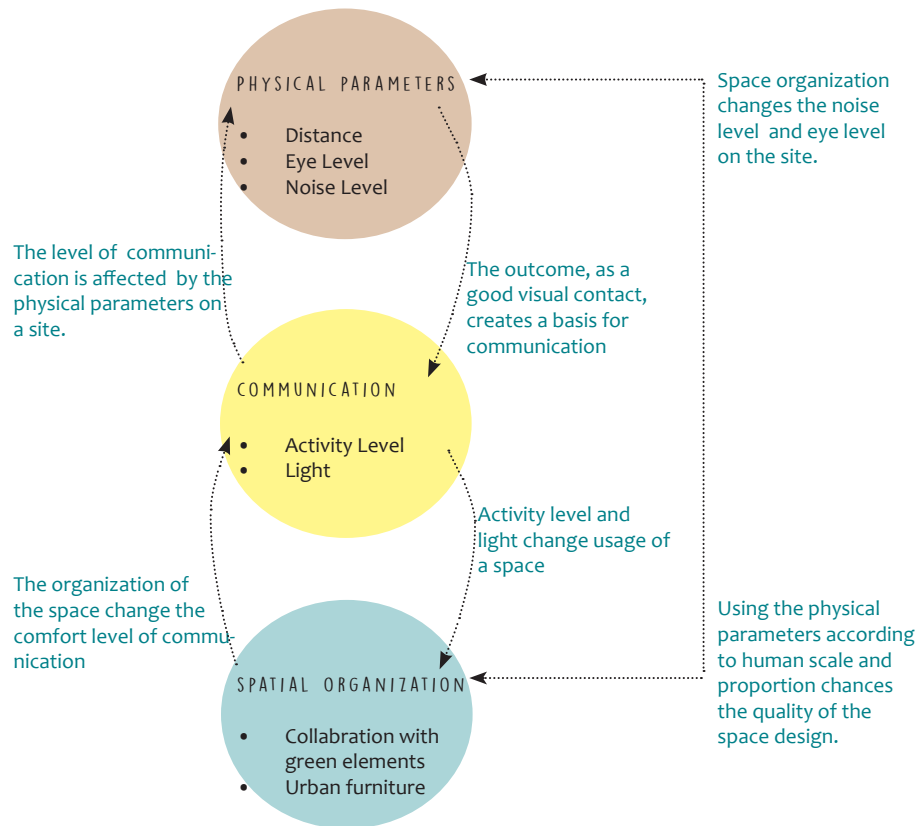 PHYSICAL PARAMETERS
• Distance
• Eye Level
• Noise Level
Space organization
changes the noise
level and eye level
on the site.
The level of communi-
cation is affected by the
physical parameters on
a site.
The outcome, as a
good visual contact,
creates a basis for
communication
COMMUNICATION
• Activity Level
• Light
Activity level and
light change usage of
a space
The organization of
the space change the
comfort level of commu-
nication
Using the physical
parameters according
to human scale and
proportion chances
the quality of the
space design.
SPATIAL ORGANIZATION
• Collabration with
green elements
• Urban furniture